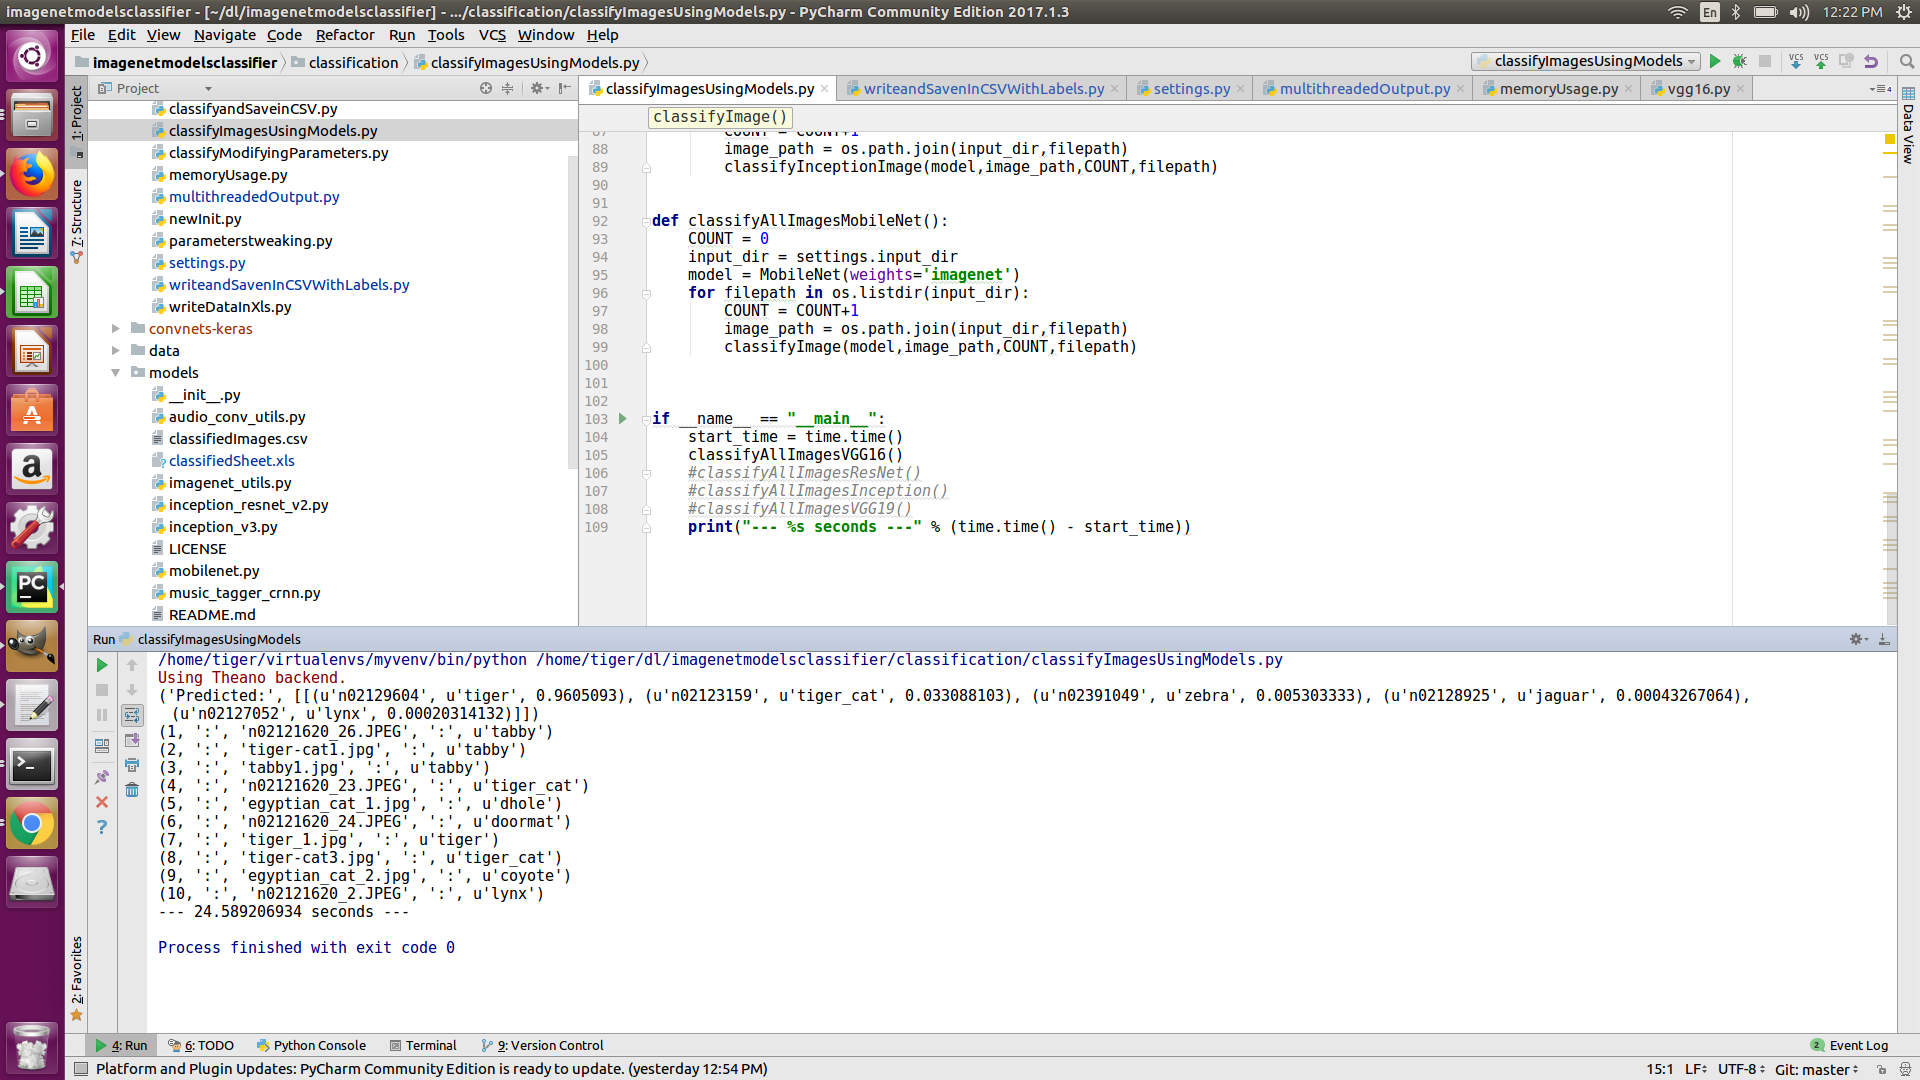 imagenetmodelsclassifier - [~/dl/imagenetmodelsclassifier] - .../classification/classifyImagesUsingModels.py - PyCharm Community Edition 2017.1.3
En
12:22 PM
File Edit View Navigate Code Refactor Run Tools VCS Window Help
imagenetmodelsclassifier classification classifyImagesUsingModels.py
classifyImagesUsingModels
VCS VCS
Project
classifyImagesUsingModels.py writeandSavenInCSVWithLabels.py settings.py multithreadedOutput.py memoryUsage.py vgg16.py
1: Project
7: Structure
2: Favorites
Data View
classifyandSaveinCSV.py
classifyImagesUsingModels.py
classifyModifyingParameters.py
memoryUsage.py
multithreadedOutput.py
newInit.py
parameterstweaking.py
settings.py
writeandSavenInCSVWithLabels.py
writeDataInXls.py
convnets-keras
data
models
__init__.py
audio_conv_utils.py
classifiedImages.csv
classifiedSheet.xls
imagenet_utils.py
inception_resnet_v2.py
inception_v3.py
LICENSE
mobilenet.py
music_tagger_crnn.py
README.md
classifyImage()
87 COUNT = COUNT+1
88 image_path = os.path.join(input_dir,filepath)
89 classifyInceptionImage(model,image_path,COUNT,filepath)
90
91
92 def classifyAllImagesMobileNet():
93 COUNT = 0
94 input_dir = settings.input_dir
95 model = MobileNet(weights='imagenet')
96 for filepath in os.listdir(input_dir):
97 COUNT = COUNT+1
98 image_path = os.path.join(input_dir,filepath)
99 classifyImage(model,image_path,COUNT,filepath)
100
101
102
103 if __name__ == "__main__":
104 start_time = time.time()
105 classifyAllImagesVGG16()
106 #classifyAllImagesResNet()
107 #classifyAllImagesInception()
108 #classifyAllImagesVGG19()
109 print("--- %s seconds ---" % (time.time() - start_time))
Run classifyImagesUsingModels
/home/tiger/virtualenvs/myvenv/bin/python /home/tiger/dl/imagenetmodelsclassifier/classification/classifyImagesUsingModels.py
Using Theano backend.
('Predicted:', [[(u'n02129604', u'tiger', 0.9605093), (u'n02123159', u'tiger_cat', 0.033088103), (u'n02391049', u'zebra', 0.005303333), (u'n02128925', u'jaguar', 0.00043267064),
(u'n02127052', u'lynx', 0.00020314132)]])
(1, ':', 'n02121620_26.JPEG', ':', u'tabby')
(2, ':', 'tiger-cat1.jpg', ':', u'tabby')
(3, ':', 'tabby1.jpg', ':', u'tabby')
(4, ':', 'n02121620_23.JPEG', ':', u'tiger_cat')
(5, ':', 'egyptian_cat_1.jpg', ':', u'dhole')
(6, ':', 'n02121620_24.JPEG', ':', u'doormat')
(7, ':', 'tiger_1.jpg', ':', u'tiger')
(8, ':', 'tiger-cat3.jpg', ':', u'tiger_cat')
(9, ':', 'egyptian_cat_2.jpg', ':', u'coyote')
(10, ':', 'n02121620_2.JPEG', ':', u'lynx')
--- 24.589206934 seconds ---
Process finished with exit code 0
4: Run 6: TODO Python Console Terminal 9: Version Control 2 Event Log
Platform and Plugin Updates: PyCharm Community Edition is ready to update. (yesterday 12:54 PM) 15:1 LF UTF-8 Git: master